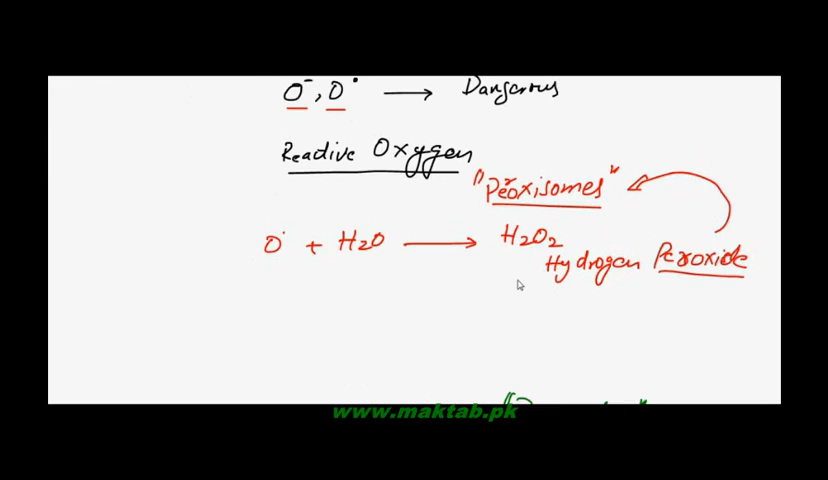 O⁻, O• → Dangerous
Reactive Oxygen
"Peroxisomes"
O• + H2O → H2O2
Hydrogen Peroxide
www.maktab.pk